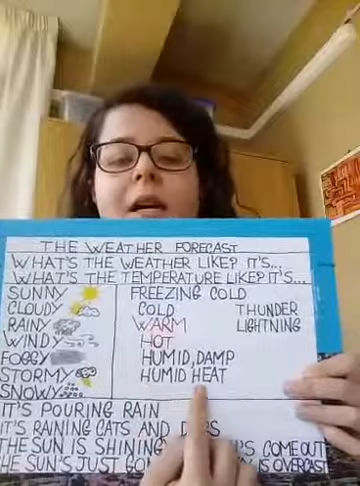 THE WEATHER FORECAST
WHAT'S THE WEATHER LIKE? IT'S...
WHAT'S THE TEMPERATURE LIKE? IT'S...
SUNNY
CLOUDY
RAINY
WINDY
FOGGY
STORMY
SNOWY
FREEZING COLD
COLD
WARM
HOT
HUMID, DAMP
HUMID HEAT
THUNDER
LIGHTNING
IT'S POURING RAIN
IT'S RAINING CATS AND DOGS
THE SUN IS SHINING COME OUT
THE SUN'S JUST IS OVERCAST